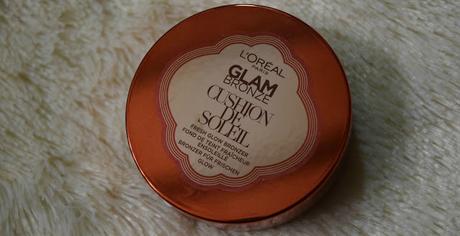 L'ORÉAL
PARIS
GLAM
BRONZE
CUSHION
DE
SOLEIL
FRESH GLOW BRONZER
FOND DE TEINT FRAÎCHEUR
ENSOLEILLÉ
BRONZER FÜR FRISCHEN
GLOW